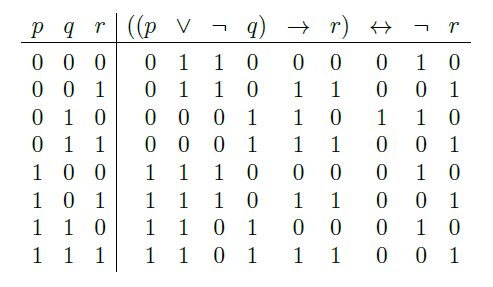 p q r ((p ∨ ¬ q) → r) ↔ ¬ r
0 0 0 0 1 1 0 0 0 0 1 0
0 0 1 0 1 1 0 1 1 0 0 1
0 1 0 0 0 0 1 1 0 1 1 0
0 1 1 0 0 0 1 1 1 0 0 1
1 0 0 1 1 1 0 0 0 0 1 0
1 0 1 1 1 1 0 1 1 0 0 1
1 1 0 1 1 0 1 0 0 0 1 0
1 1 1 1 1 0 1 1 1 0 0 1